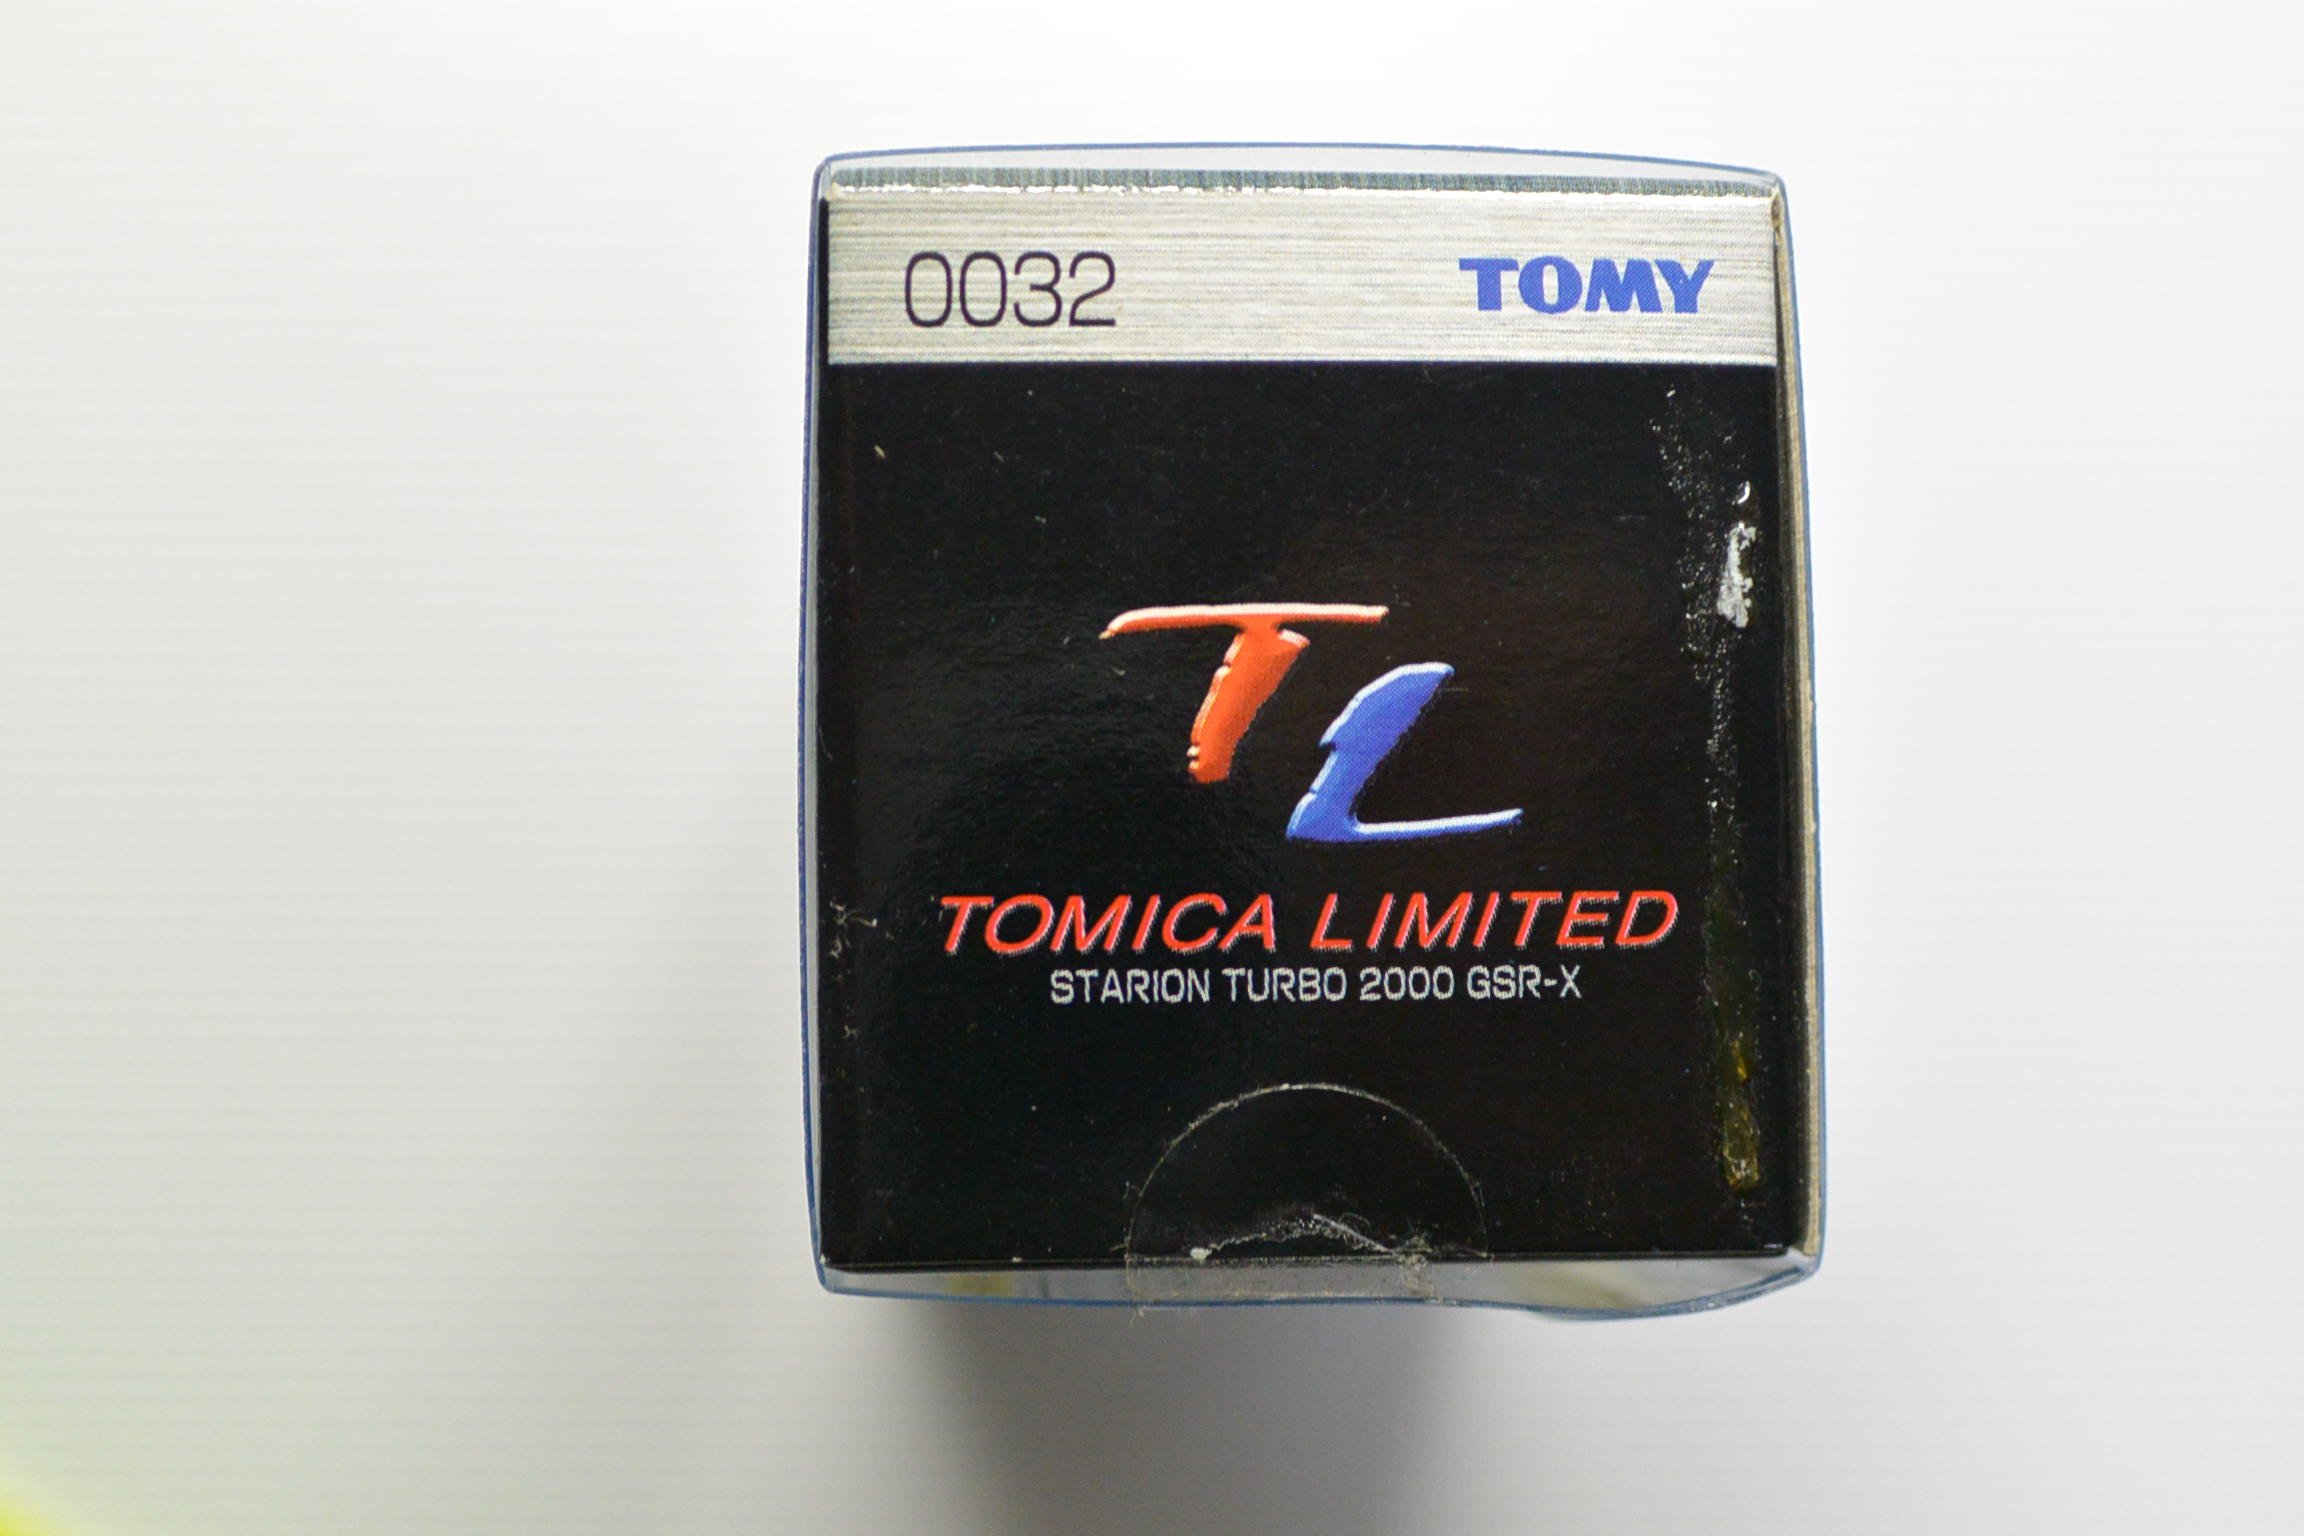 0032 TOMY
TL
TOMICA LIMITED
STARION TURBO 2000 GSR-X